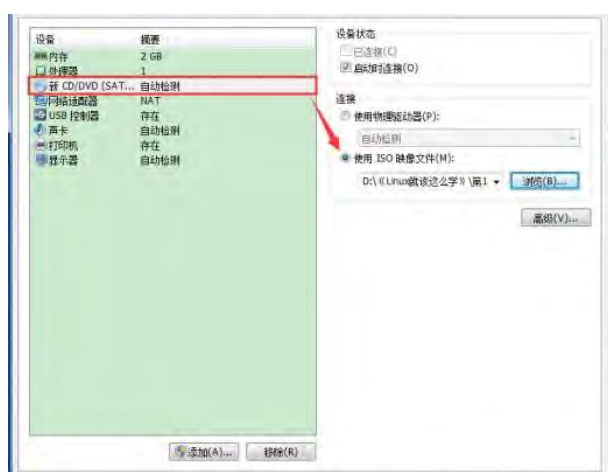 设备 摘要
内存 2 GB
处理器 1
新 CD/DVD (SAT... 自动检测
网络适配器 NAT
USB 控制器 存在
声卡 自动检测
打印机 存在
显示器 自动检测
添加(A)... 移除(R)
设备状态
已连接(C)
启动时连接(O)
连接
使用物理驱动器(P):
自动检测
使用 ISO 映像文件(M):
D:\《Linux就该这么学》\第1 浏览(B)...
高级(V)...